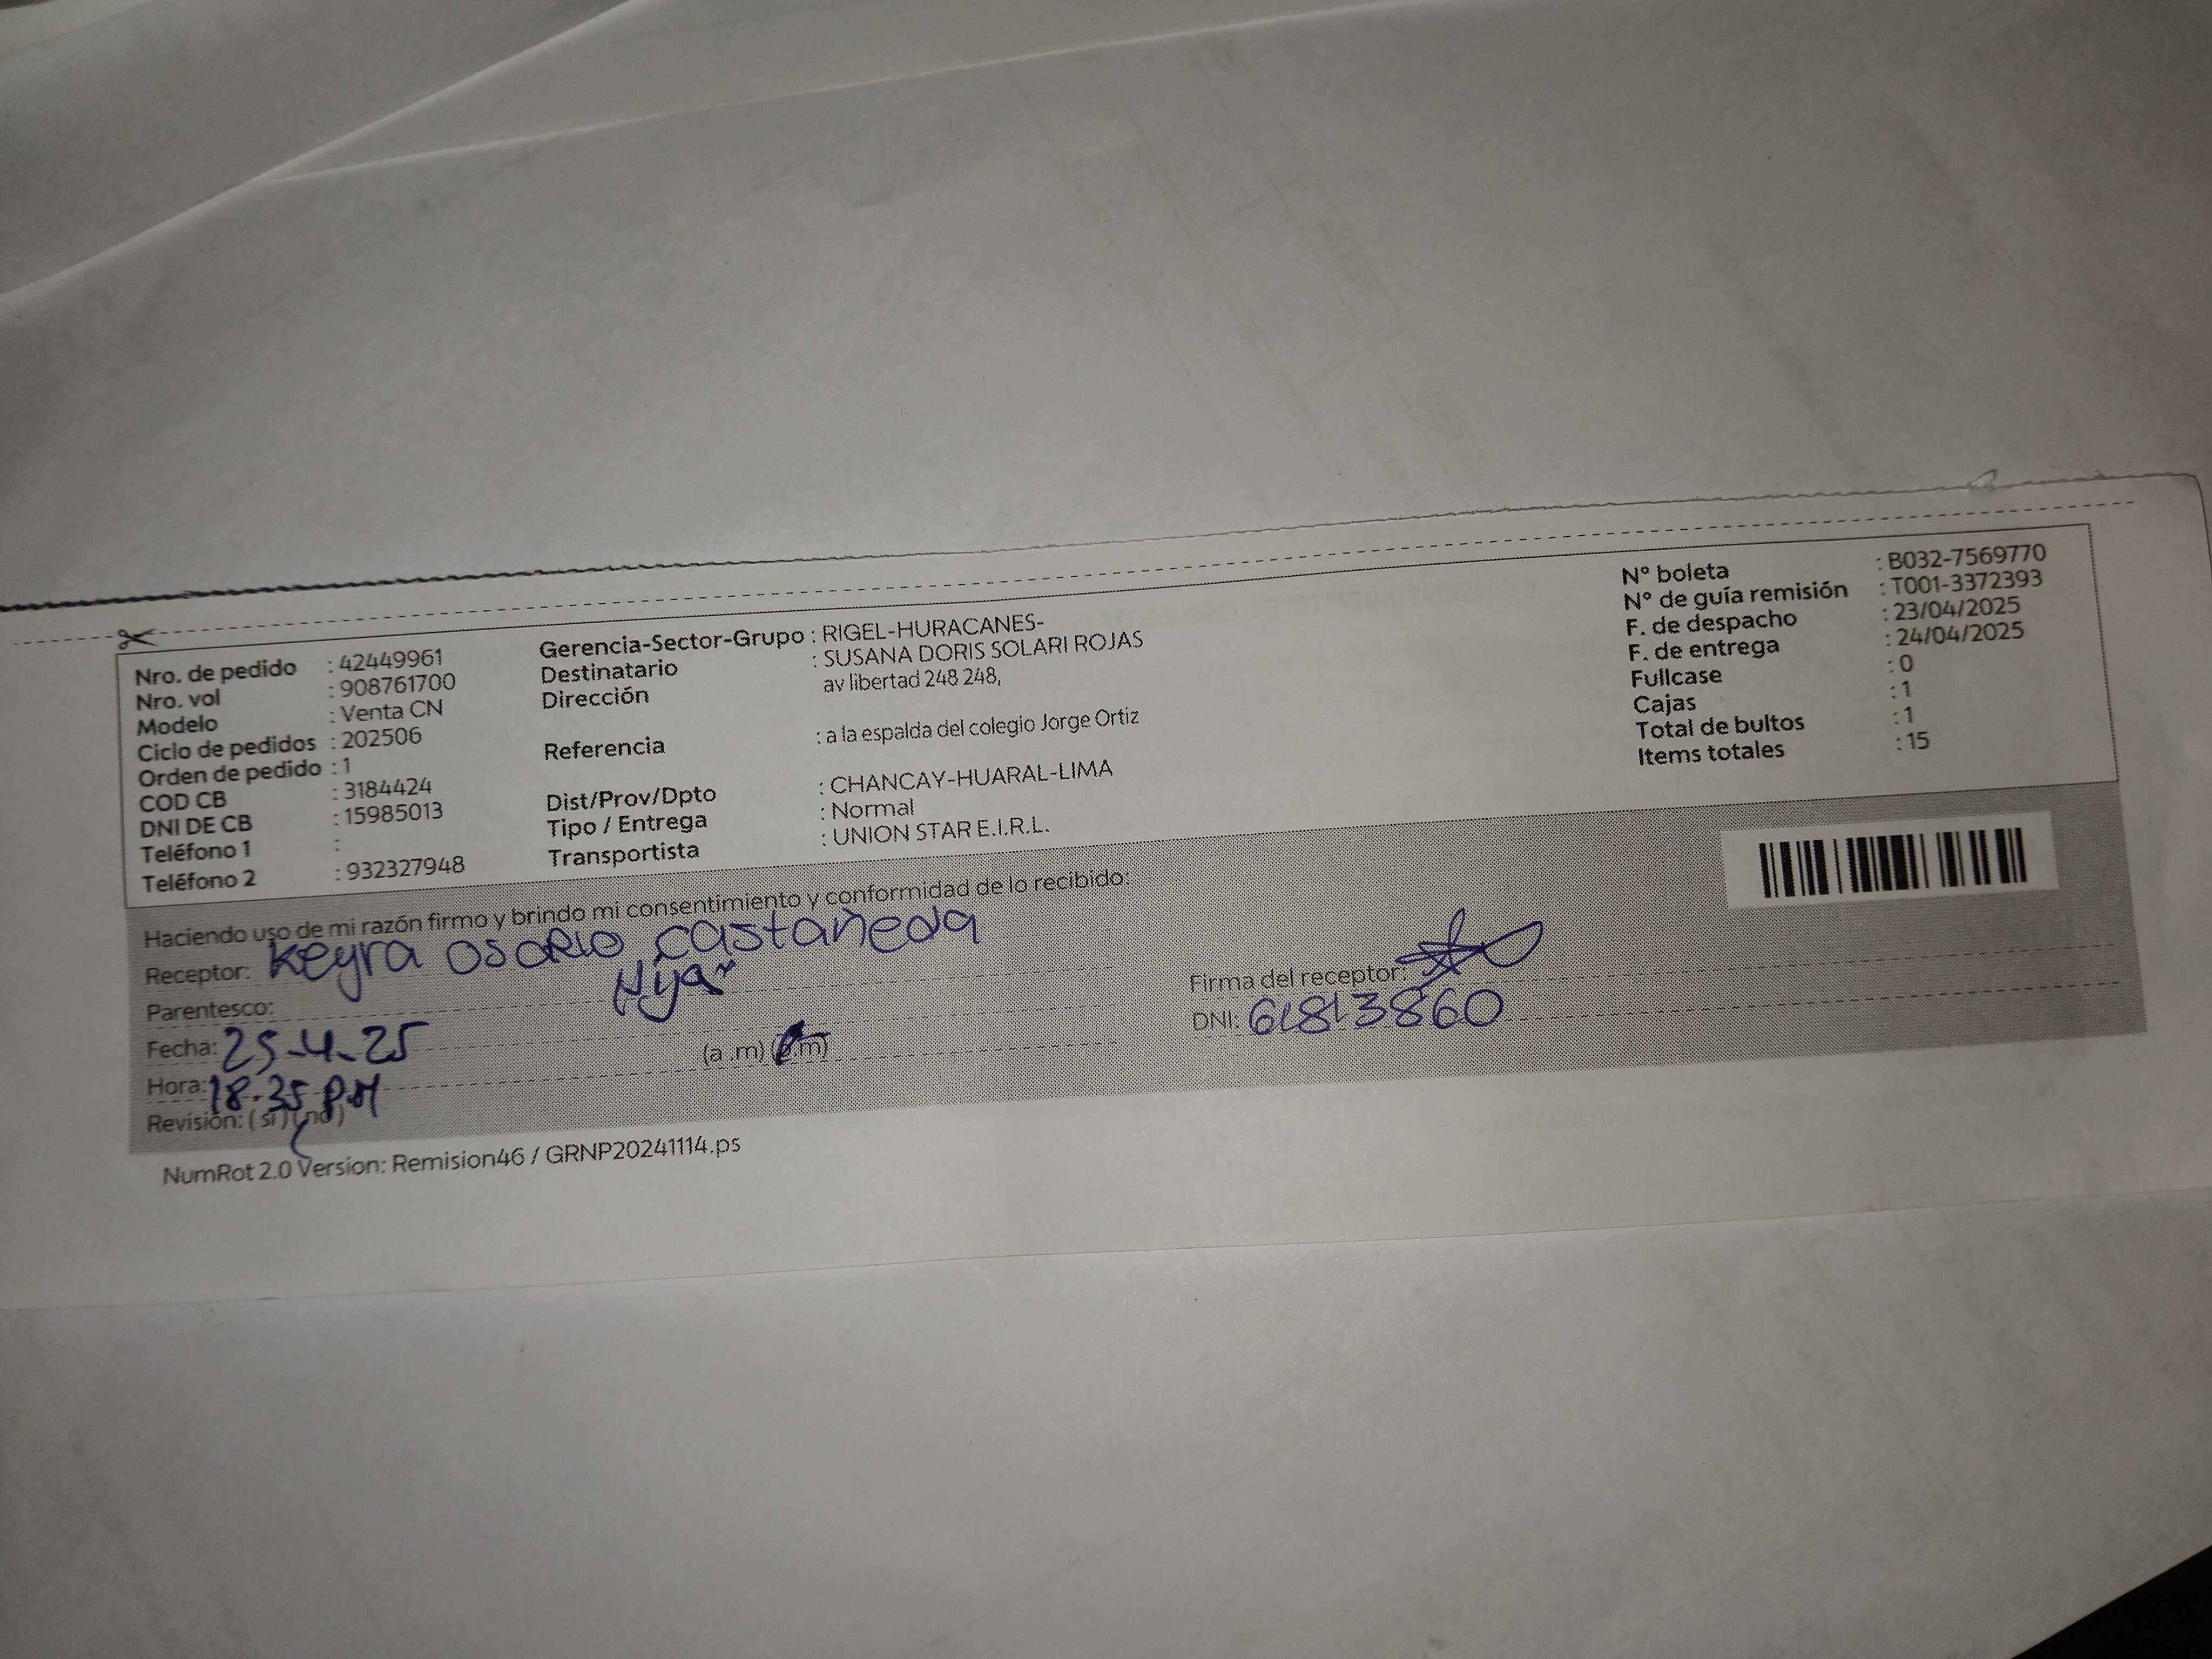 Nro. de pedido : 42449961
Nro. vol : 908761700
Modelo : Venta CN
Ciclo de pedidos : 202506
Orden de pedido : 1
COD CB : 3184424
DNI DE CB : 15985013
Teléfono 1 :
Teléfono 2 : 932327948
Gerencia-Sector-Grupo : RIGEL-HURACANES-
Destinatario : SUSANA DORIS SOLARI ROJAS
Dirección av libertad 248 248,
Referencia : a la espalda del colegio Jorge Ortiz
Dist/Prov/Dpto : CHANCAY-HUARAL-LIMA
Tipo / Entrega : Normal
Transportista : UNION STAR E.I.R.L.
N° boleta : B032-7569770
N° de guía remisión : T001-3372393
F. de despacho : 23/04/2025
F. de entrega : 24/04/2025
Fullcase : 0
Cajas : 1
Total de bultos : 1
Items totales : 15
Haciendo uso de mi razón firmo y brindo mi consentimiento y conformidad de lo recibido:
Receptor: Keyra osorio castañeda
Parentesco: Hija
Fecha: 25-4-25
Hora: 18-35 PM (a .m) (p.m)
Revisión: ( si ) ( no )
Firma del receptor:
DNI: 61813860
NumRot 2.0 Version: Remision46 / GRNP20241114.ps